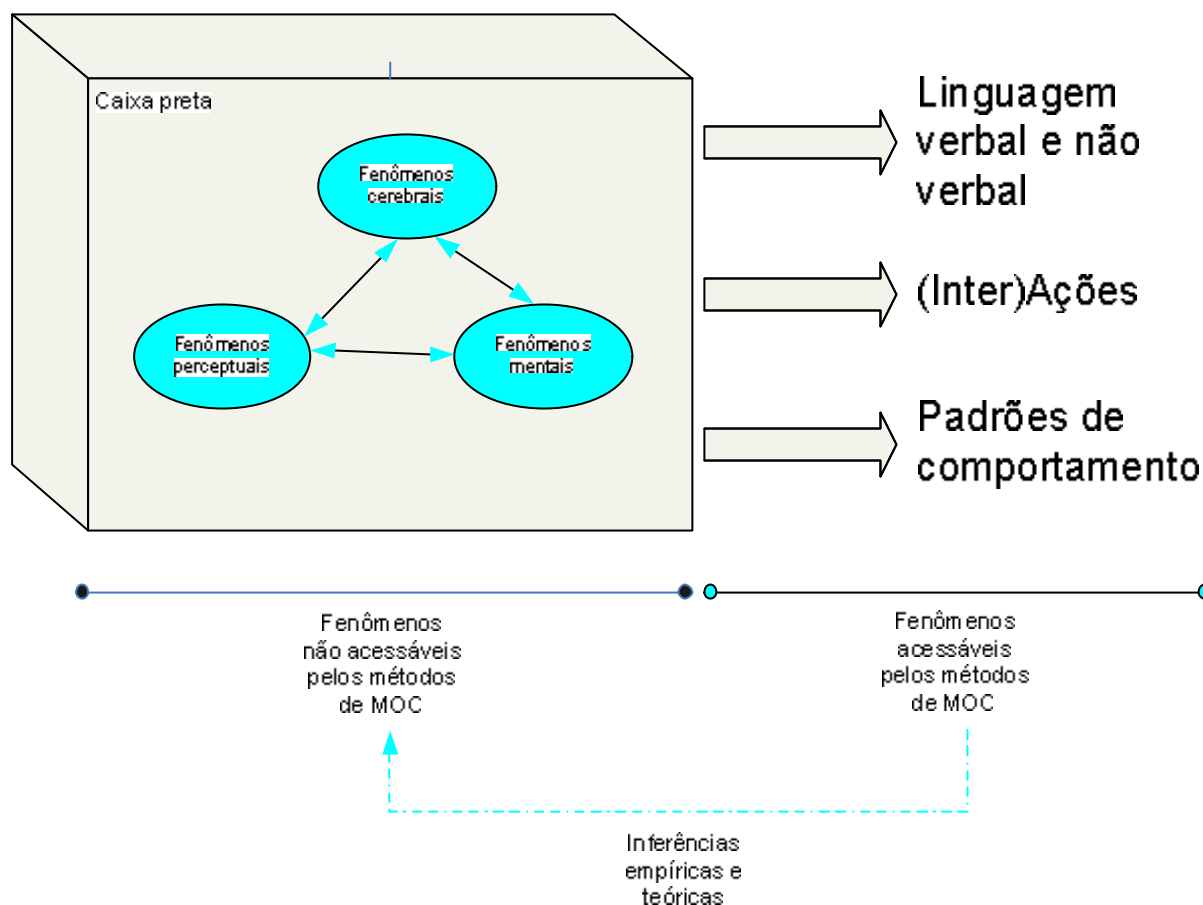 Caixa preta
Fenômenos
cerebrais
Fenômenos
perceptuais
Fenômenos
mentais
Linguagem
verbal e não
verbal
(Inter)Ações
Padrões de
comportamento
Fenômenos
não acessáveis
pelos métodos
de MOC
Fenômenos
acessáveis
pelos métodos
de MOC
Inferências
empíricas e
teóricas